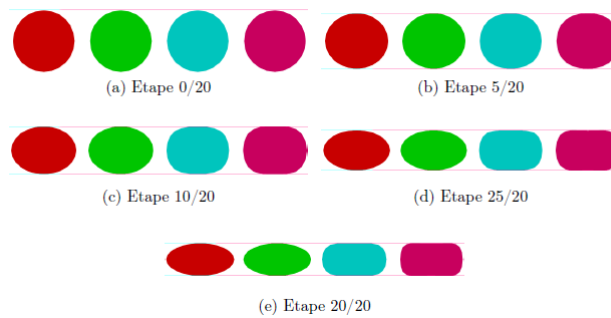 (a) Etape 0/20
(b) Etape 5/20
(c) Etape 10/20
(d) Etape 25/20
(e) Etape 20/20